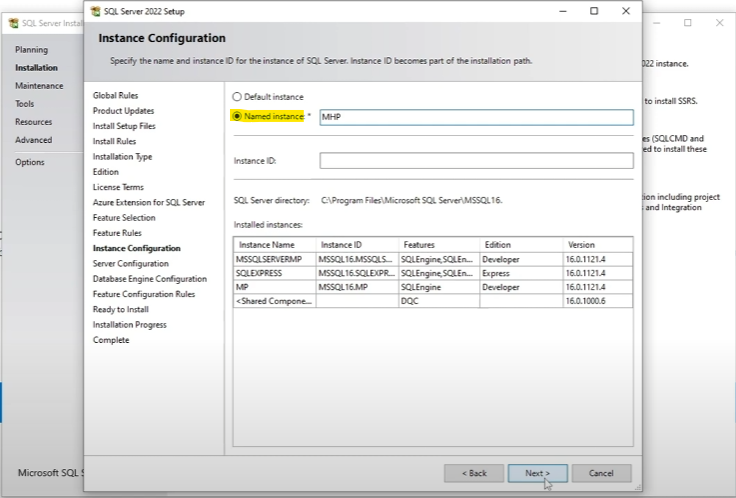 SQL Server 2022 Setup
SQL Server Install
Instance Configuration
Specify the name and instance ID for the instance of SQL Server. Instance ID becomes part of the installation path.
Planning
Installation
Maintenance
Tools
Resources
Advanced
Options
Global Rules
Product Updates
Install Setup Files
Install Rules
Installation Type
Edition
License Terms
Azure Extension for SQL Server
Feature Selection
Feature Rules
Instance Configuration
Server Configuration
Database Engine Configuration
Feature Configuration Rules
Ready to Install
Installation Progress
Complete
Default instance
Named instance: * MHP
Instance ID:
SQL Server directory: C:\Program Files\Microsoft SQL Server\MSSQL16.
Installed instances:
Instance Name Instance ID Features Edition Version
MSSQLSERVERMP MSSQL16.MSSQLS... SQLEngine,SQLEn... Developer 16.0.1121.4
SQLEXPRESS MSSQL16.SQLEXPR... SQLEngine,SQLEn... Express 16.0.1121.4
MP MSSQL16.MP SQLEngine Developer 16.0.1121.4
<Shared Compone... DQC 16.0.1000.6
022 instance.
to install SSRS.
es (SQLCMD and
ed to install these
tion including project
and Integration
Microsoft SQL S
< Back Next > Cancel